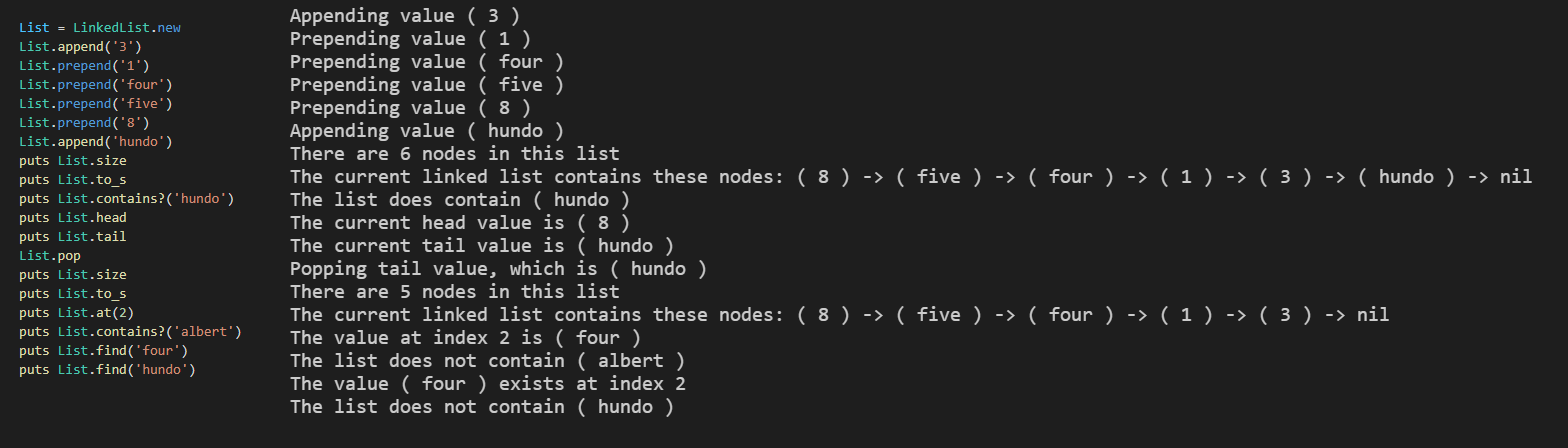 List = LinkedList.new
List.append('3')
List.prepend('1')
List.prepend('four')
List.prepend('five')
List.prepend('8')
List.append('hundo')
puts List.size
puts List.to_s
puts List.contains?('hundo')
puts List.head
puts List.tail
List.pop
puts List.size
puts List.to_s
puts List.at(2)
puts List.contains?('albert')
puts List.find('four')
puts List.find('hundo')
Appending value ( 3 )
Prepending value ( 1 )
Prepending value ( four )
Prepending value ( five )
Prepending value ( 8 )
Appending value ( hundo )
There are 6 nodes in this list
The current linked list contains these nodes: ( 8 ) -> ( five ) -> ( four ) -> ( 1 ) -> ( 3 ) -> ( hundo ) -> nil
The list does contain ( hundo )
The current head value is ( 8 )
The current tail value is ( hundo )
Popping tail value, which is ( hundo )
There are 5 nodes in this list
The current linked list contains these nodes: ( 8 ) -> ( five ) -> ( four ) -> ( 1 ) -> ( 3 ) -> nil
The value at index 2 is ( four )
The list does not contain ( albert )
The value ( four ) exists at index 2
The list does not contain ( hundo )